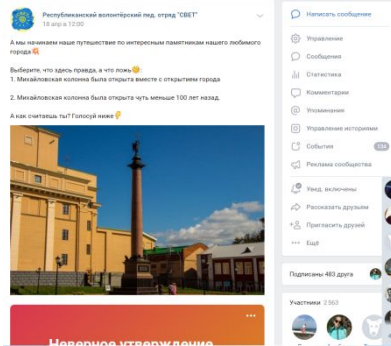 Республиканский волонтёрский пед. отряд "СВЕТ"
18 апр в 12:00
А мы начинаем наше путешествие по интересным памятникам нашего любимого
города
Выберите, что здесь правда, а что ложь:
1. Михайловская колонна была открыта вместе с открытием города
2. Михайловская колонна была открыта чуть меньше 100 лет назад.
А как считаешь ты? Голосуй ниже
Неверное утверждение
Написать сообщение
Управление
Сообщения
Статистика
Комментарии
Упоминания
Управление историями
События
Реклама сообщества
Увед. включены
Рассказать друзьям
Пригласить друзей
Ещё
Подписаны 483 друга
Участники 2 563